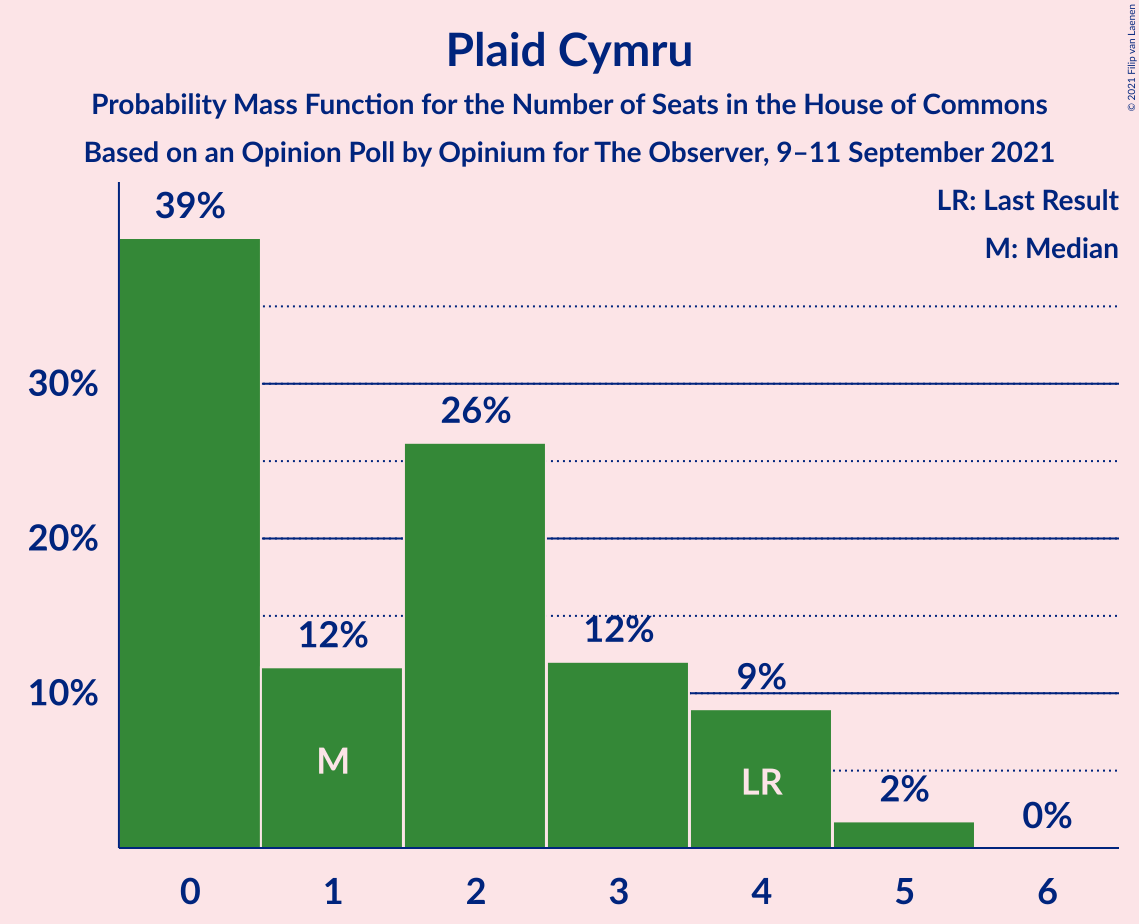 Plaid Cymru
Probability Mass Function for the Number of Seats in the House of Commons
Based on an Opinion Poll by Opinium for The Observer, 9–11 September 2021
© 2021 Filip van Laenen
LR: Last Result
M: Median
39%
30%
26%
20%
12%
12%
10%
9%
M
LR
2%
0%
0 1 2 3 4 5 6